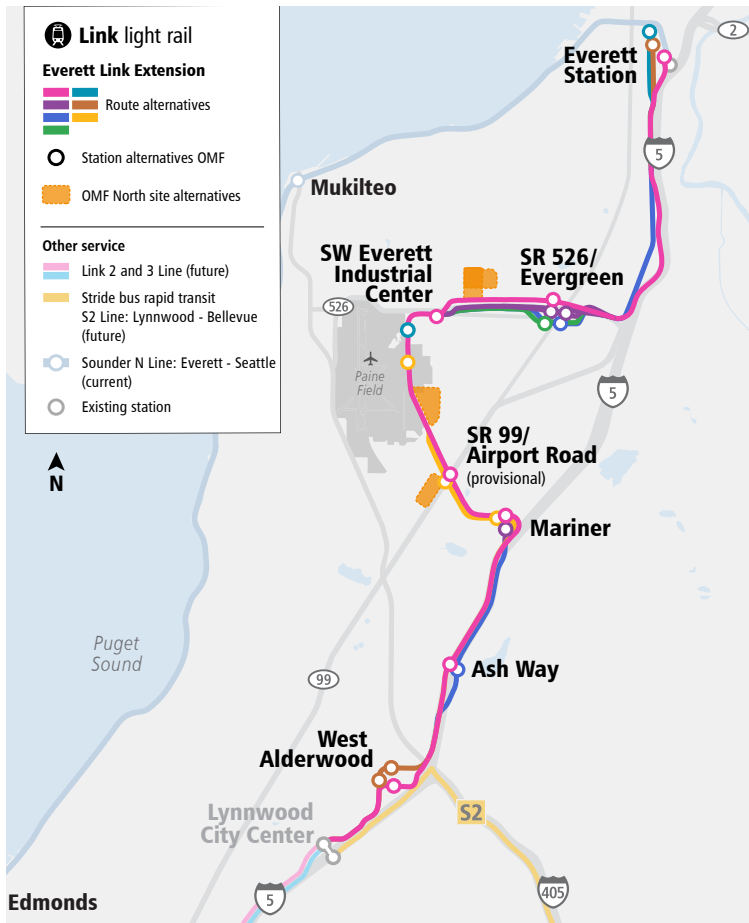 Link light rail
Everett Link Extension
Route alternatives
Station alternatives OMF
OMF North site alternatives
Other service
Link 2 and 3 Line (future)
Stride bus rapid transit
S2 Line: Lynnwood - Bellevue
(future)
Sounder N Line: Everett - Seattle
(current)
Existing station
N
2
Everett
Station
5
Mukilteo
SW Everett
Industrial
Center
SR 526/
Evergreen
526
Paine
Field
5
SR 99/
Airport Road
(provisional)
Mariner
Puget
Sound
Ash Way
99
West
Alderwood
Lynnwood
City Center
S2
Edmonds
5
405